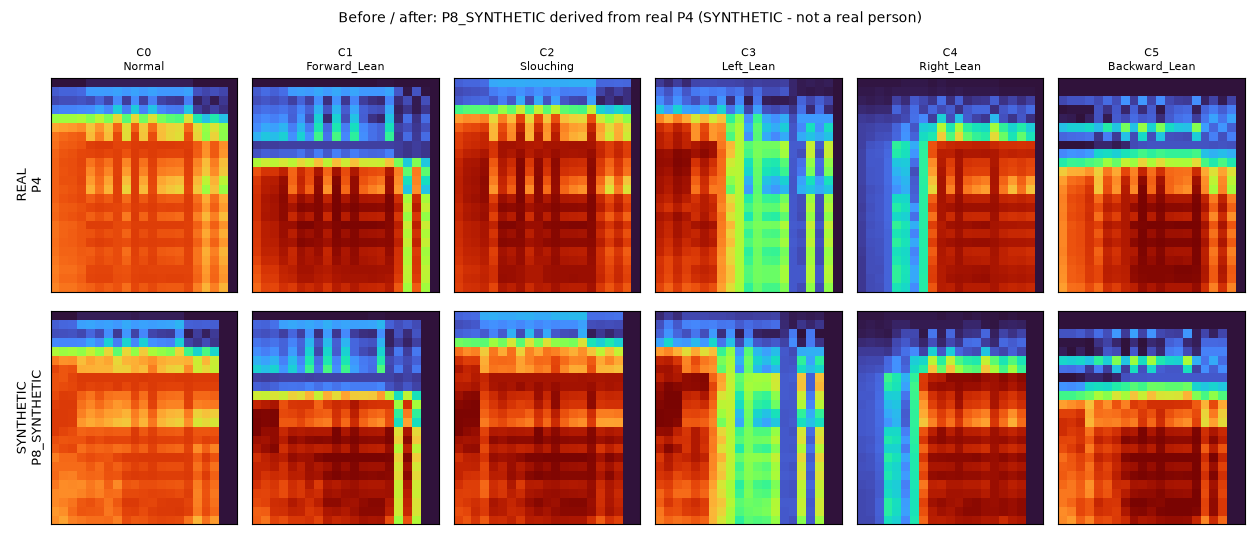 Before / after: P8_SYNTHETIC derived from real P4 (SYNTHETIC - not a real person)
C0
Normal
C1
Forward_Lean
C2
Slouching
C3
Left_Lean
C4
Right_Lean
C5
Backward_Lean
REAL
P4
SYNTHETIC
P8_SYNTHETIC